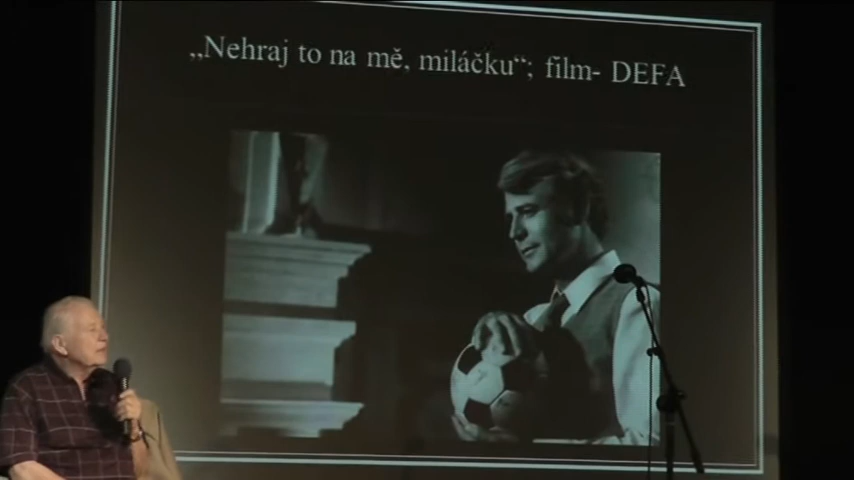 „Nehraj to na mě, miláčku“; film- DEFA